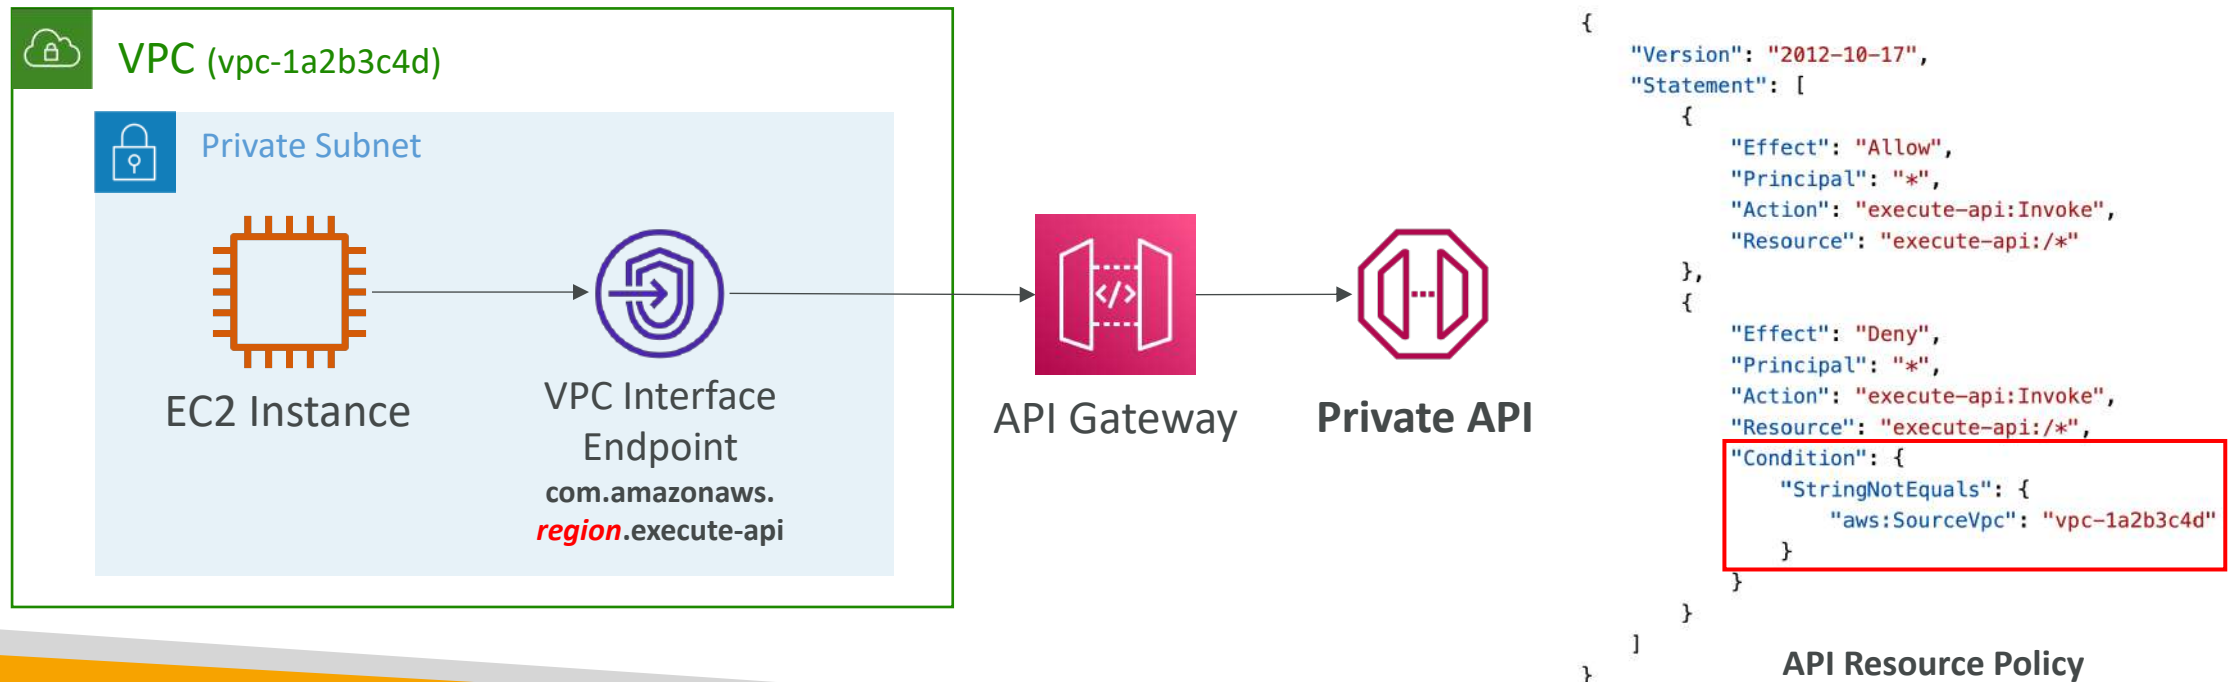 VPC (vpc-1a2b3c4d)
Private Subnet
EC2 Instance
VPC Interface
Endpoint
com.amazonaws.
region.execute-api
</>
API Gateway
Private API
{
    "Version": "2012-10-17",
    "Statement": [
        {
            "Effect": "Allow",
            "Principal": "*",
            "Action": "execute-api:Invoke",
            "Resource": "execute-api:/*"
        },
        {
            "Effect": "Deny",
            "Principal": "*",
            "Action": "execute-api:Invoke",
            "Resource": "execute-api:/*",
            "Condition": {
                "StringNotEquals": {
                    "aws:SourceVpc": "vpc-1a2b3c4d"
                }
            }
        }
    ]
}
API Resource Policy